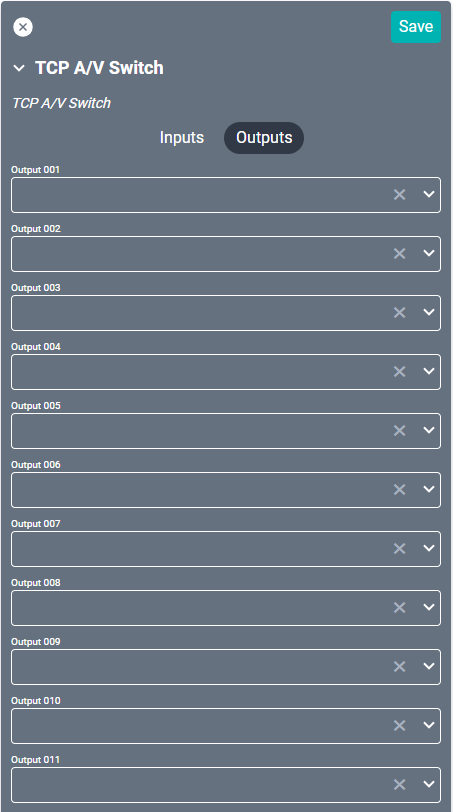 Save
TCP A/V Switch
TCP A/V Switch
Inputs Outputs
Output 001
Output 002
Output 003
Output 004
Output 005
Output 006
Output 007
Output 008
Output 009
Output 010
Output 011